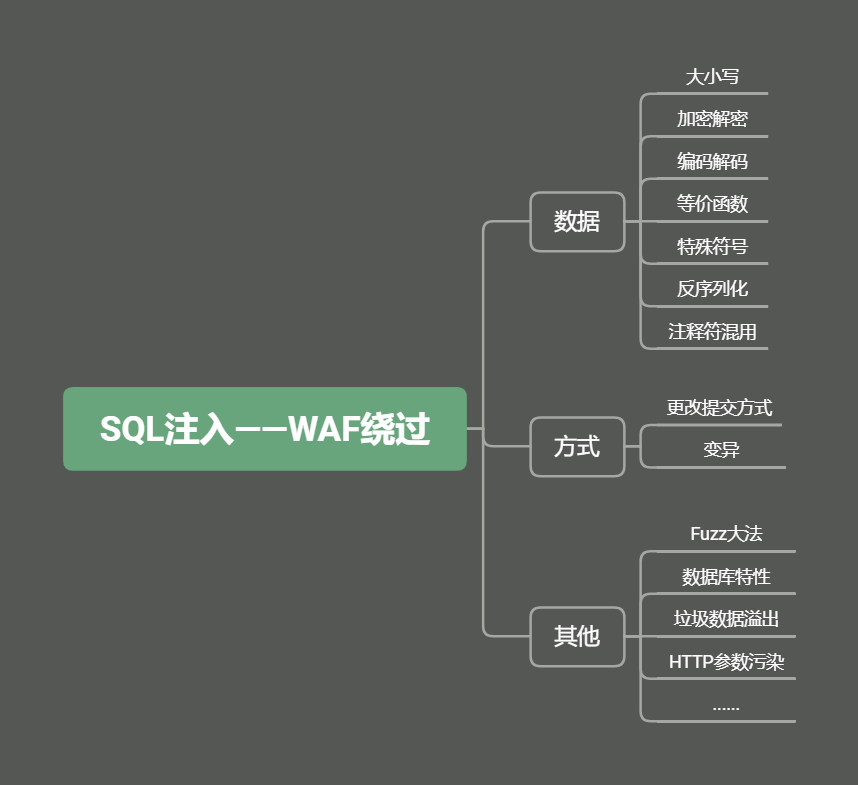 SQL注入——WAF绕过
数据
大小写
加密解密
编码解码
等价函数
特殊符号
反序列化
注释符混用
方式
更改提交方式
变异
其他
Fuzz大法
数据库特性
垃圾数据溢出
HTTP参数污染
......